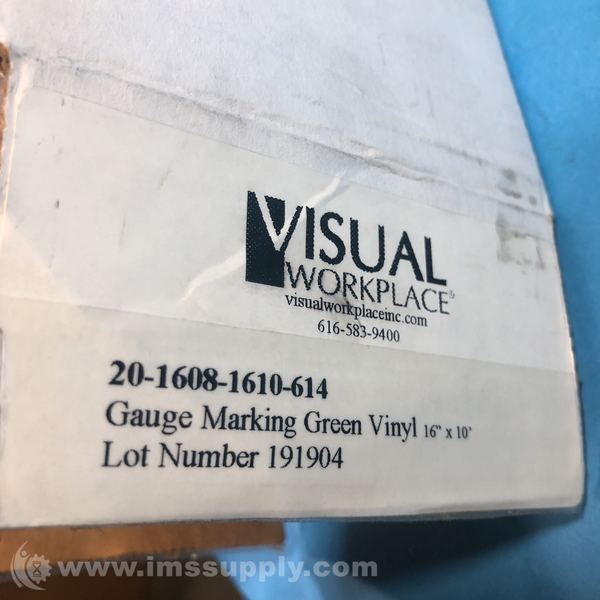 VISUAL
WORKPLACE®
visualworkplaceinc.com
616-583-9400
20-1608-1610-614
Gauge Marking Green Vinyl 16" x 10'
Lot Number 191904
www.imssupply.com